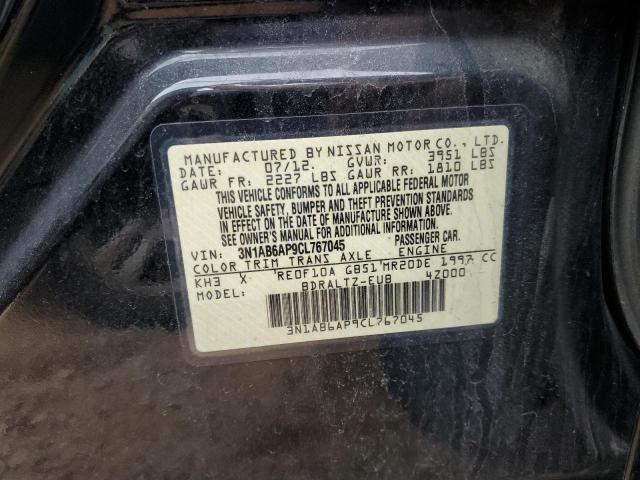 MANUFACTURED BY NISSAN MOTOR CO., LTD.
DATE: 07/12. GVWR: 3951 LBS
GAWR FR: 2227 LBS GAWR RR: 1810 LBS
THIS VEHICLE CONFORMS TO ALL APPLICABLE FEDERAL MOTOR
VEHICLE SAFETY, BUMPER AND THEFT PREVENTION STANDARDS
IN EFFECT ON THE DATE OF MANUFACTURE SHOWN ABOVE.
SEE OWNER'S MANUAL FOR ADDITIONAL INFORMATION.
VIN: 3N1AB6AP9CL767045 PASSENGER CAR.
COLOR TRIM TRANS AXLE ENGINE
KH3 X RE0F10A GB51 MR20DE 1997 CC
MODEL: BDRALTZ-EUB 4Z000
3N1AB6AP9CL767045